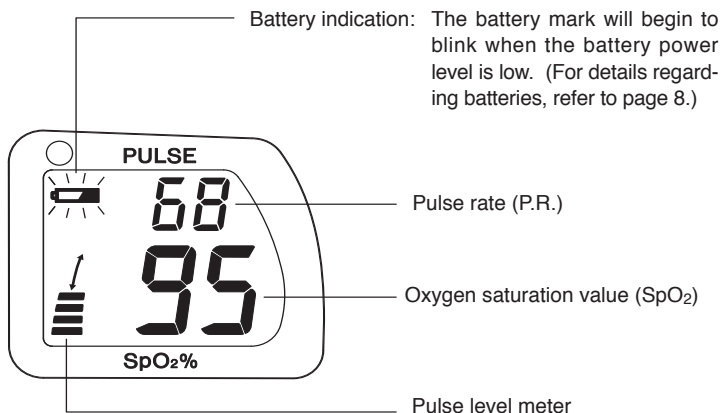 Battery indication: The battery mark will begin to
blink when the battery power
level is low. (For details regard-
ing batteries, refer to page 8.)
PULSE
68
Pulse rate (P.R.)
95
Oxygen saturation value (SpO₂)
SpO₂%
Pulse level meter